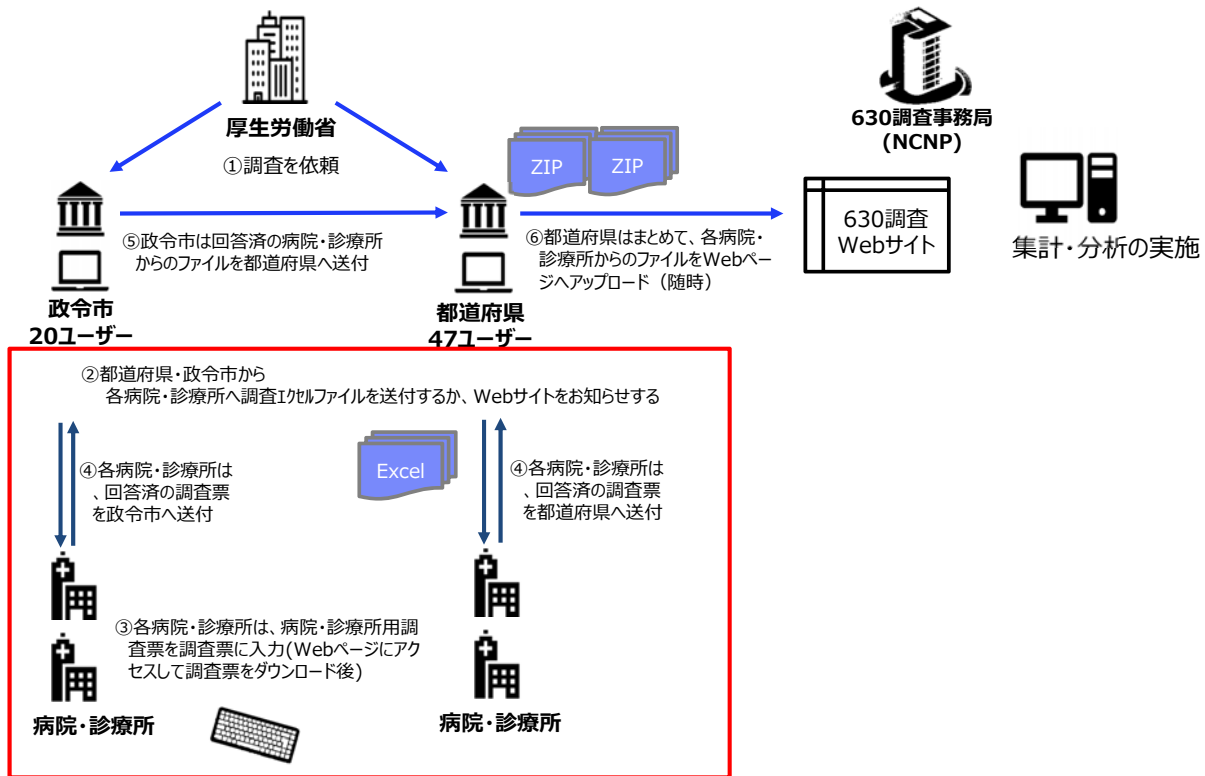 厚生労働省
①調査を依頼
ZIP
ZIP
630調査事務局
(NCNP)
630調査
Webサイト
集計・分析の実施
⑤政令市は回答済の病院・診療所
からのファイルを都道府県へ送付
⑥都道府県はまとめて、各病院・
診療所からのファイルをWebペー
ジへアップロード（随時）
政令市
20ユーザー
都道府県
47ユーザー
②都道府県・政令市から
各病院・診療所へ調査ｴｸｾルファイルを送付するか、Webサイトをお知らせする
④各病院・診療所は
、回答済の調査票
を政令市へ送付
Excel
④各病院・診療所は
、回答済の調査票
を都道府県へ送付
③各病院・診療所は、病院・診療所用調
査票を調査票に入力(Webページにアク
セスして調査票をダウンロード後)
病院・診療所
病院・診療所